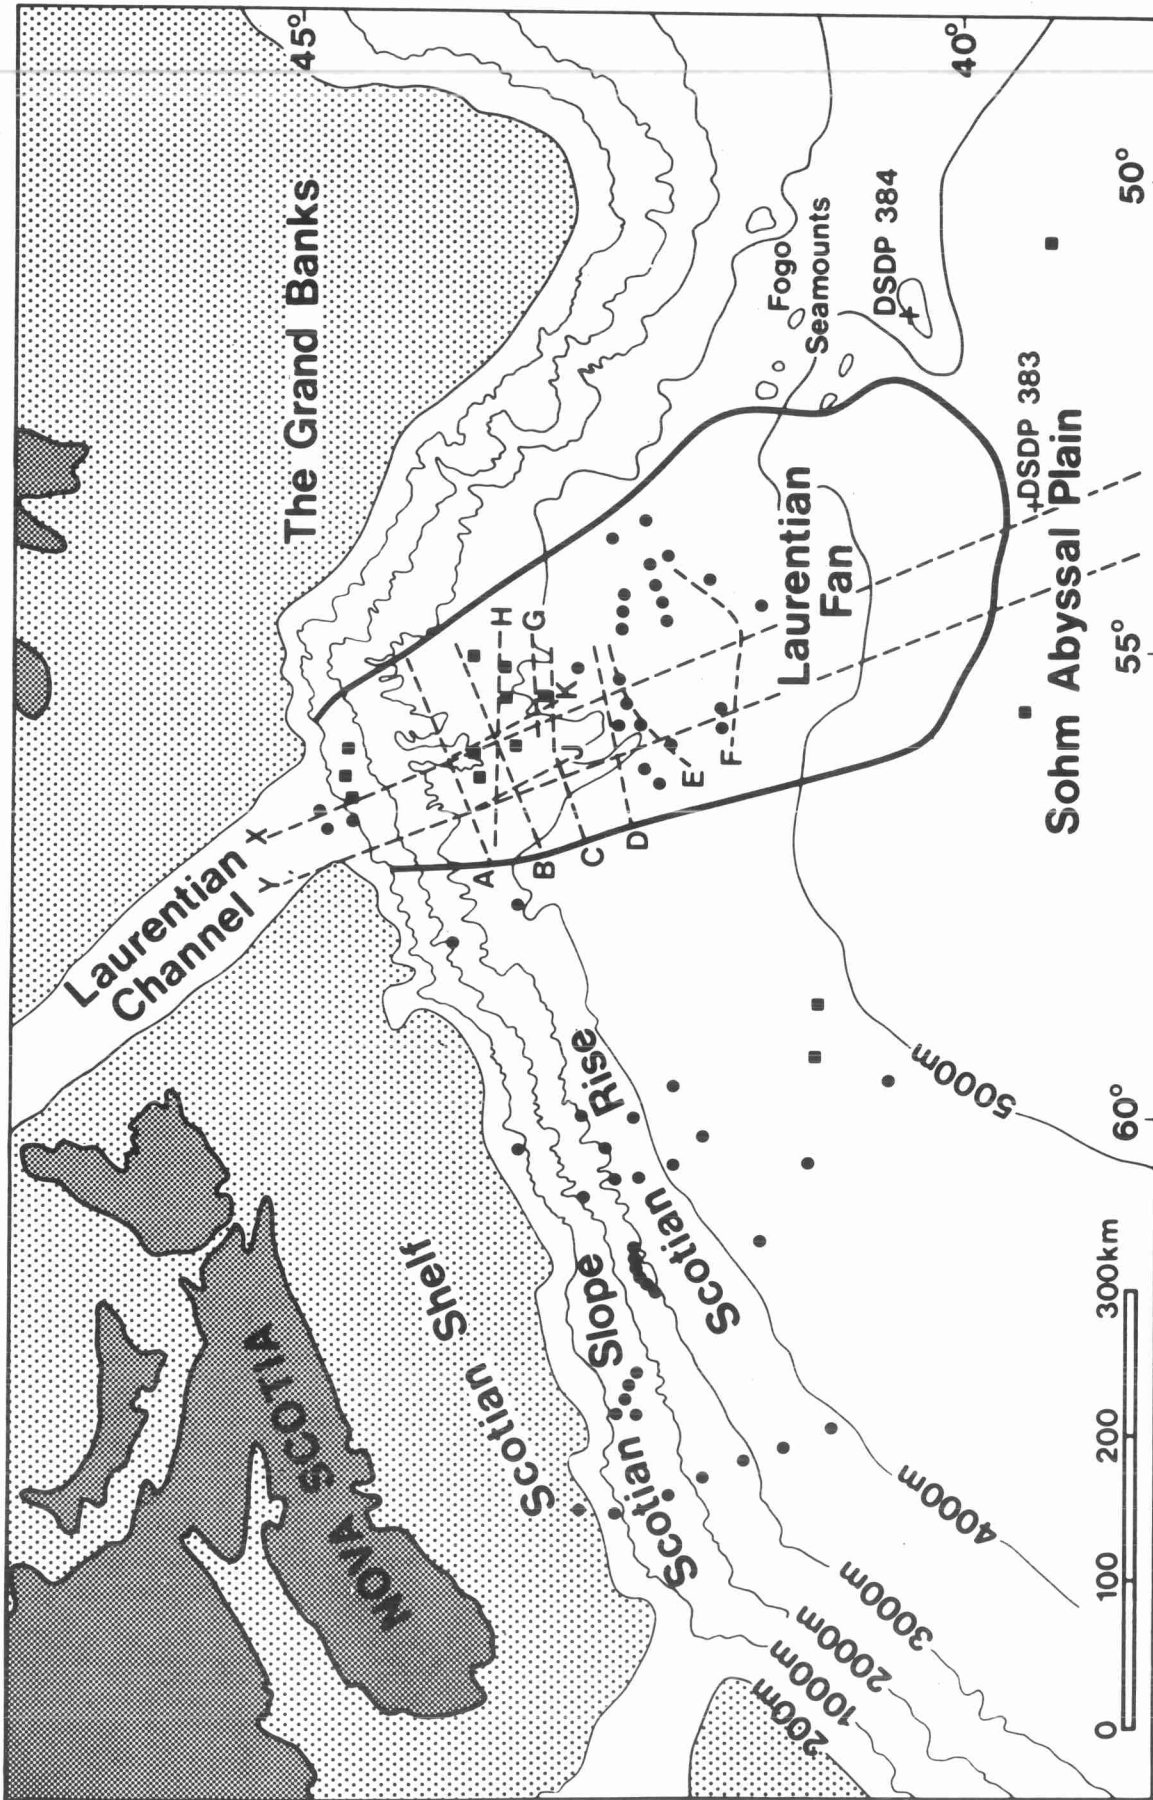 45°
40°
50°
55°
60°
The Grand Banks
Laurentian
Channel
X
Y
Fogo
Seamounts
DSDP 384
+DSDP 383
Laurentian
Fan
Sohm Abyssal Plain
A
B
C
D
E
F
G
H
J
K
NOVA SCOTIA
Scotian Shelf
Scotian Slope
Scotian Rise
200m
1000m
2000m
3000m
4000m
5000m
0 100 200 300km